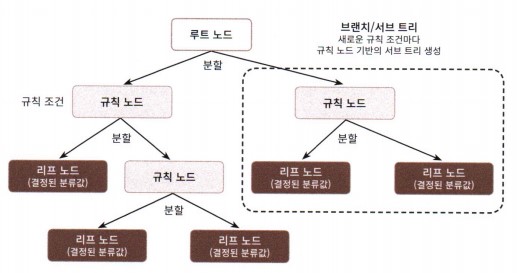 루트 노드
브랜치/서브 트리
새로운 규칙 조건마다
규칙 노드 기반의 서브 트리 생성
분할
규칙 조건
규칙 노드
규칙 노드
분할
분할
리프 노드
(결정된 분류값)
규칙 노드
리프 노드
(결정된 분류값)
리프 노드
(결정된 분류값)
분할
리프 노드
(결정된 분류값)
리프 노드
(결정된 분류값)